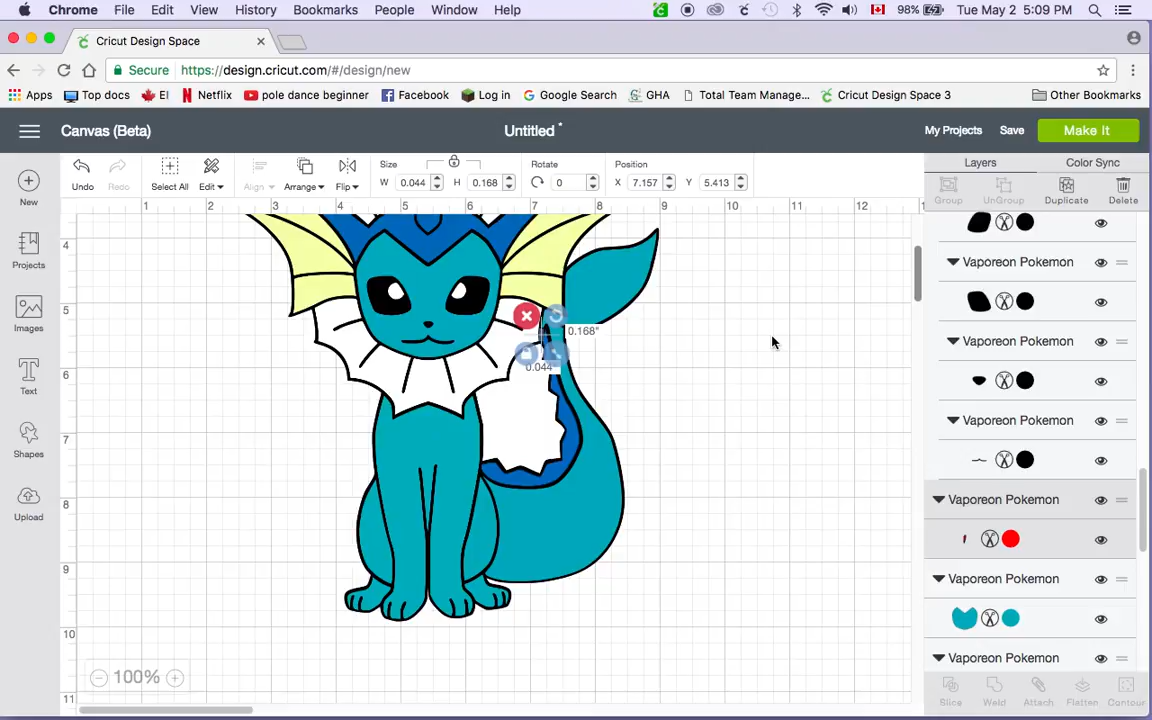 Chrome File Edit View History Bookmarks People Window Help 98% Tue May 2 5:09 PM
Cricut Design Space
Secure https://design.cricut.com/#/design/new
Apps Top docs EI Netflix pole dance beginner Facebook Log in Google Search GHA Total Team Manage... Cricut Design Space 3 Other Bookmarks
Canvas (Beta) Untitled * My Projects Save Make It
Undo Redo Select All Edit Align Arrange Flip Size W 0.044 H 0.168 Rotate 0 Position X 7.157 Y 5.413
Layers Color Sync
Group UnGroup Duplicate Delete
1 2 3 4 5 6 7 8 9 10 11 12
New
Projects
Images
Text
Shapes
Upload
4
5
6
7
8
9
10
11
0.168"
0.044"
Vaporeon Pokemon
Vaporeon Pokemon
Vaporeon Pokemon
Vaporeon Pokemon
Vaporeon Pokemon
Vaporeon Pokemon
100%
Slice Weld Attach Flatten Contour